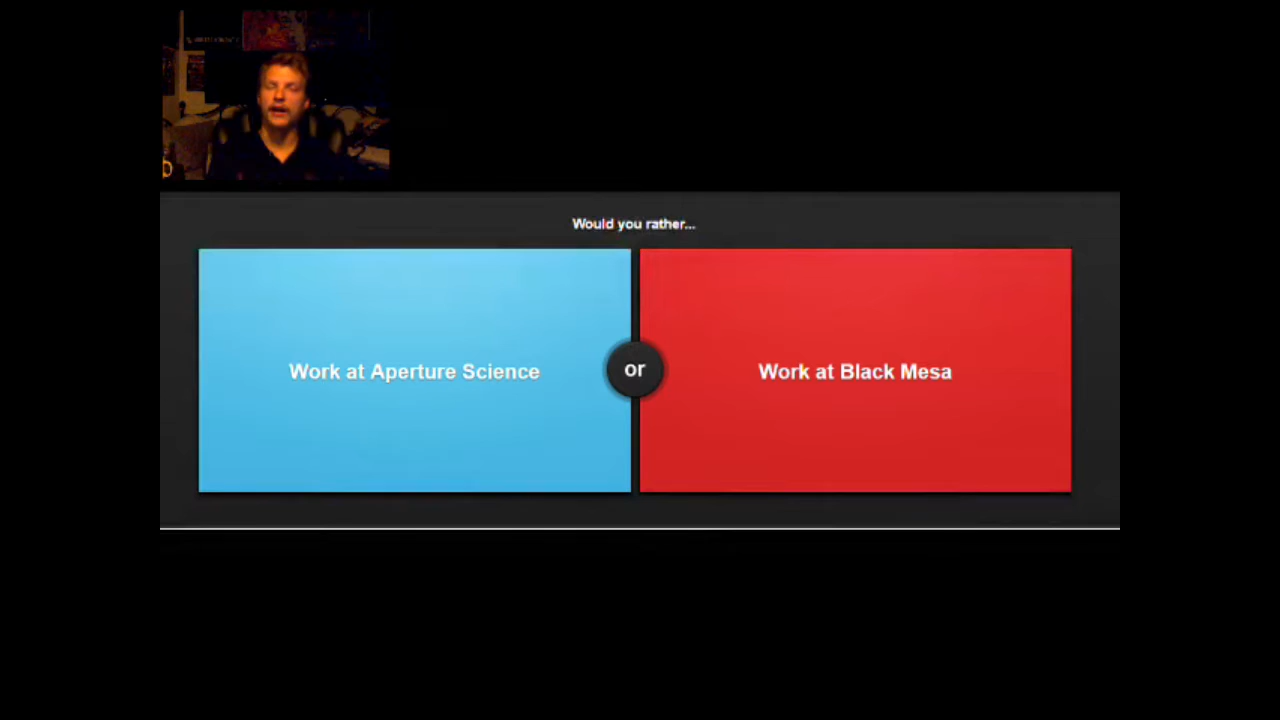 Would you rather...
Work at Aperture Science
or
Work at Black Mesa